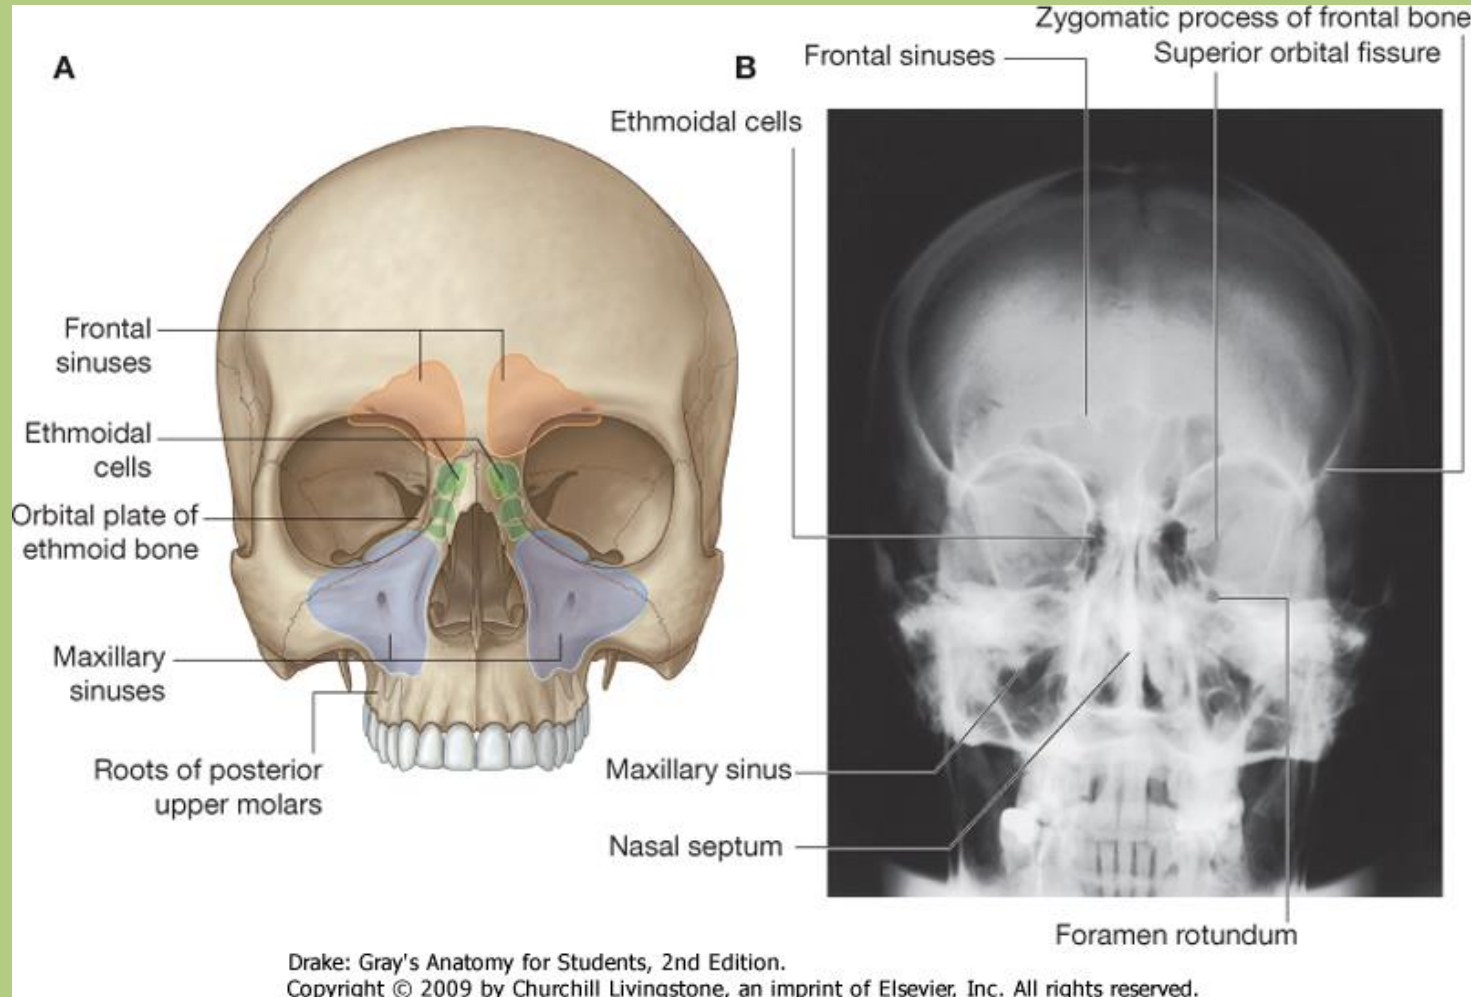 A
Frontal
sinuses
Ethmoidal
cells
Orbital plate of
ethmoid bone
Maxillary
sinuses
Roots of posterior
upper molars
B
Zygomatic process of frontal bone
Frontal sinuses
Superior orbital fissure
Ethmoidal cells
Maxillary sinus
Nasal septum
Foramen rotundum
Drake: Gray's Anatomy for Students, 2nd Edition.
Copyright © 2009 by Churchill Livingstone, an imprint of Elsevier, Inc. All rights reserved.